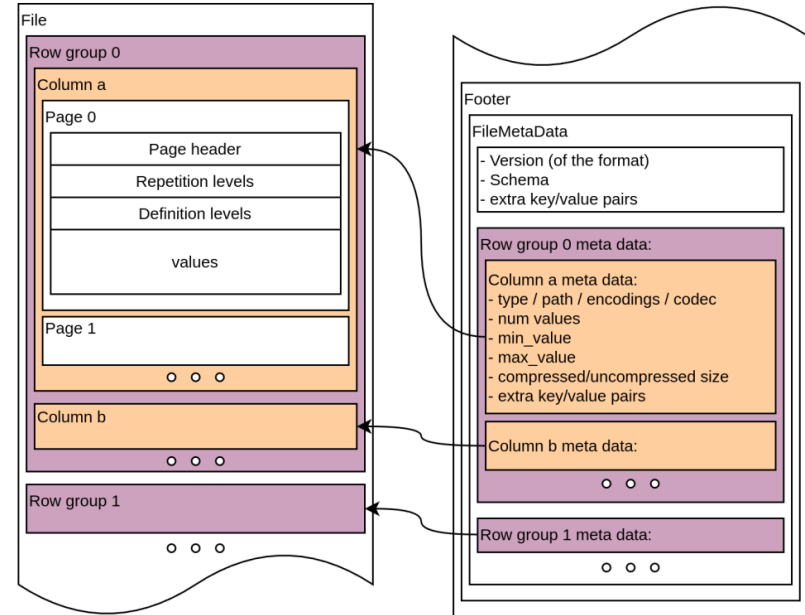 File
Row group 0
Column a
Page 0
Page header
Repetition levels
Definition levels
values
Page 1
Column b
Row group 1
Footer
FileMetaData
- Version (of the format)
- Schema
- extra key/value pairs
Row group 0 meta data:
Column a meta data:
- type / path / encodings / codec
- num values
- min_value
- max_value
- compressed/uncompressed size
- extra key/value pairs
Column b meta data:
Row group 1 meta data: